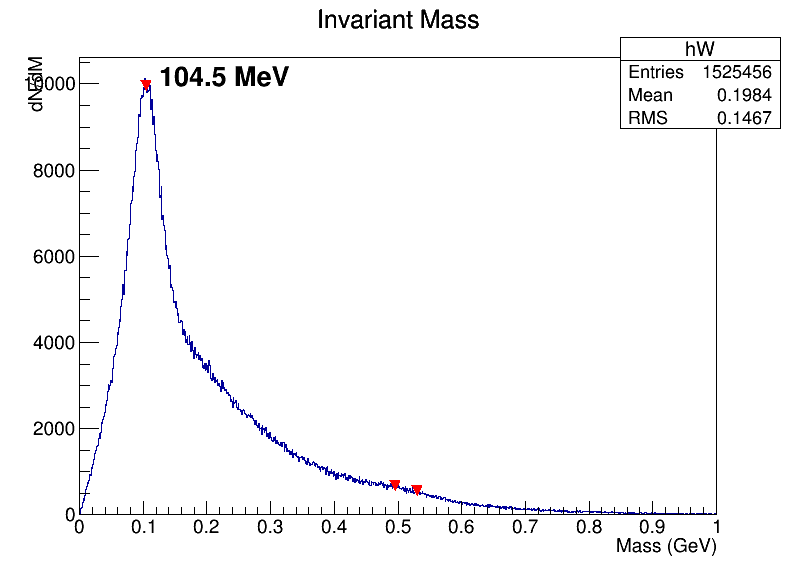 Invariant Mass
hW
Entries 1525456
Mean 0.1984
RMS 0.1467
dN/dM
104.5 MeV
10000
8000
6000
4000
2000
0
0 0.1 0.2 0.3 0.4 0.5 0.6 0.7 0.8 0.9 1
Mass (GeV)